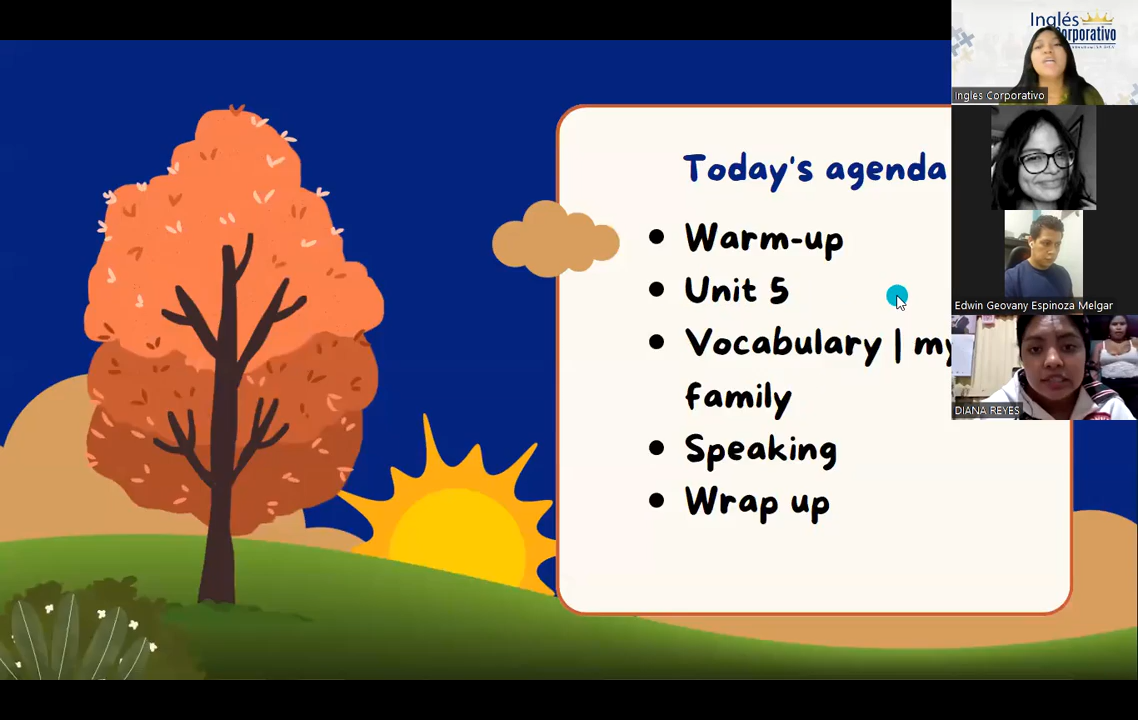 Today's agenda
Warm-up
Unit 5
Vocabulary | my
family
Speaking
Wrap up
Inglés
Corporativo
Ingles Corporativo
Edwin Geovany Espinoza Melgar
DIANA REYES